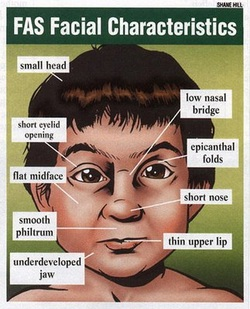 SHANE HILL
FAS Facial Characteristics
small head
low nasal
bridge
short eyelid
opening
epicanthal
folds
flat midface
short nose
smooth
philtrum
thin upper lip
underdeveloped
jaw